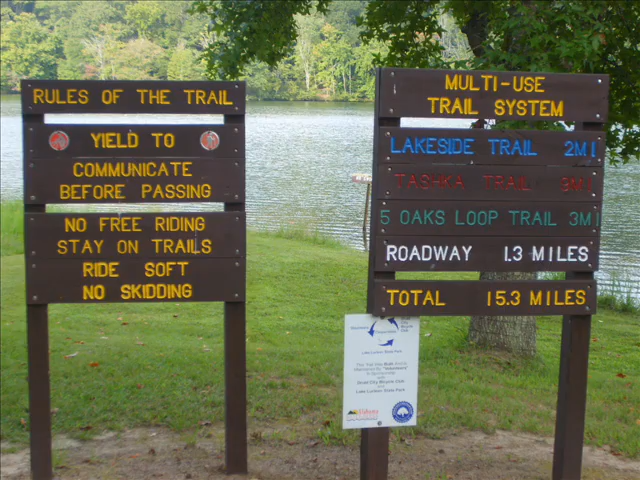 RULES OF THE TRAIL
YIELD TO
COMMUNICATE
BEFORE PASSING
NO FREE RIDING
STAY ON TRAILS
RIDE SOFT
NO SKIDDING
MULTI-USE
TRAIL SYSTEM
LAKESIDE TRAIL 2MI
TASHKA TRAIL 9MI
5 OAKS LOOP TRAIL 3MI
ROADWAY 1.3 MILES
TOTAL 15.3 MILES